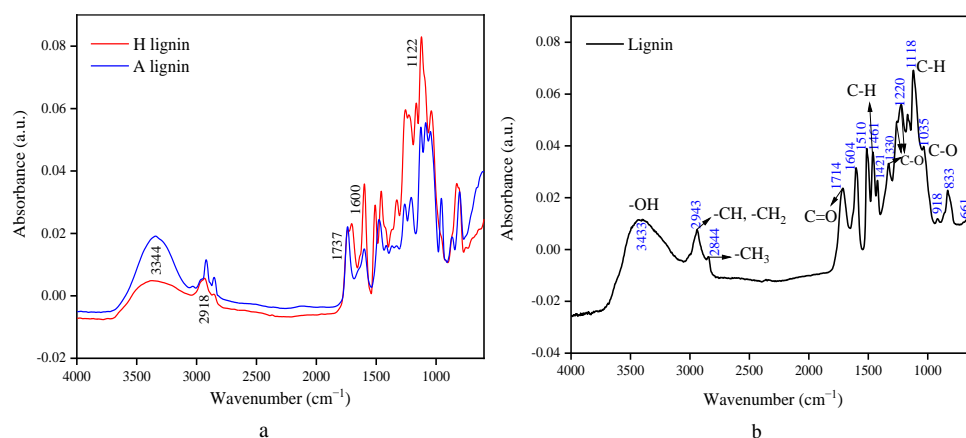 H lignin
A lignin
1122
1600
1737
3344
2918
0.08
0.06
0.04
0.02
0.00
-0.02
Absorbance (a.u.)
4000 3500 3000 2500 2000 1500 1000
Wavenumber (cm⁻¹)
a
Lignin
1118
C-H
C-H
1220
1510
1461
1604
1421
1330
1035
C-O
C-O
1714
C=O
918
833
661
-OH
3433
2943
-CH, -CH₂
2844
-CH₃
0.08
0.06
0.04
0.02
0.00
-0.02
-0.04
Absorbance (a.u.)
4000 3500 3000 2500 2000 1500 1000
Wavenumber (cm⁻¹)
b